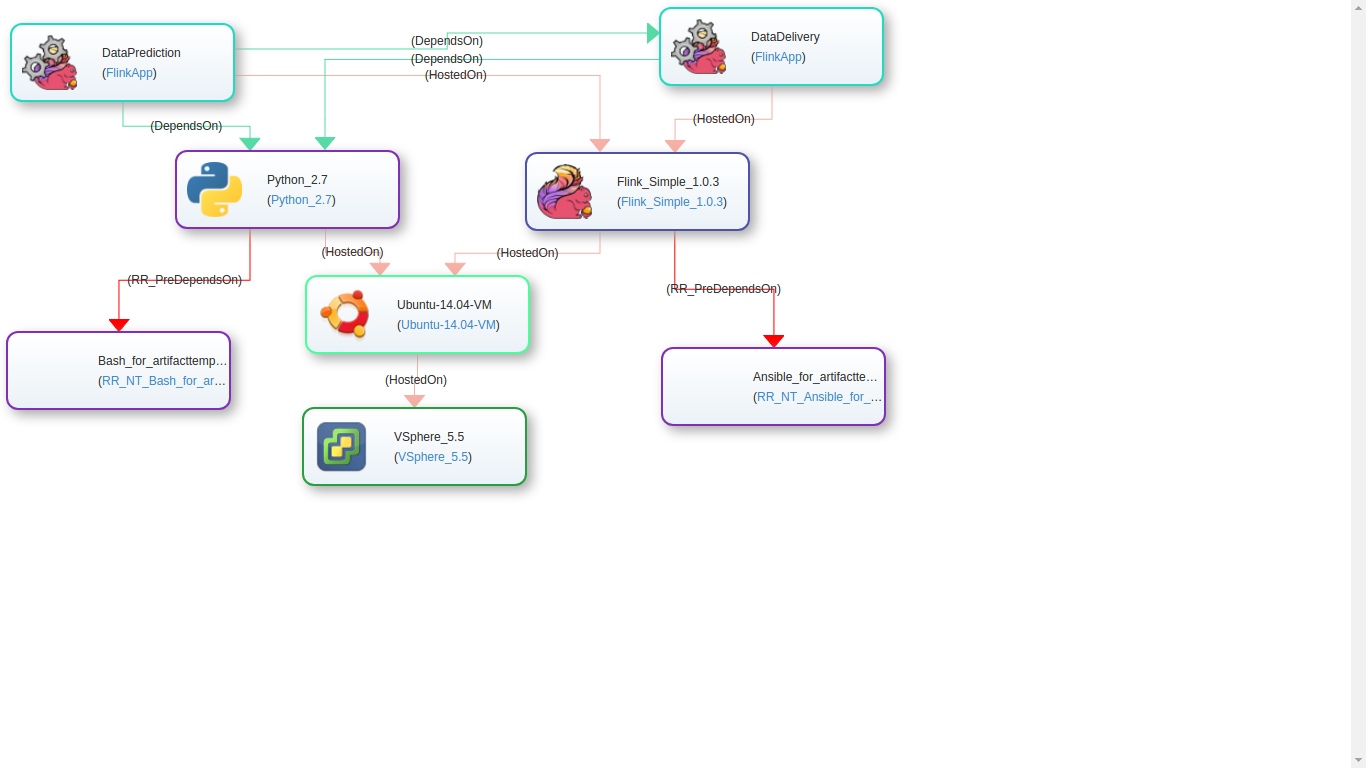 DataPrediction
(FlinkApp)
(DependsOn)
(DependsOn)
(HostedOn)
DataDelivery
(FlinkApp)
(DependsOn)
(HostedOn)
Python_2.7
(Python_2.7)
Flink_Simple_1.0.3
(Flink_Simple_1.0.3)
(RR_PreDependsOn)
(HostedOn)
(HostedOn)
(RR_PreDependsOn)
Ubuntu-14.04-VM
(Ubuntu-14.04-VM)
Bash_for_artifacttemp…
(RR_NT_Bash_for_ar…
Ansible_for_artifactte…
(RR_NT_Ansible_for_…
(HostedOn)
VSphere_5.5
(VSphere_5.5)